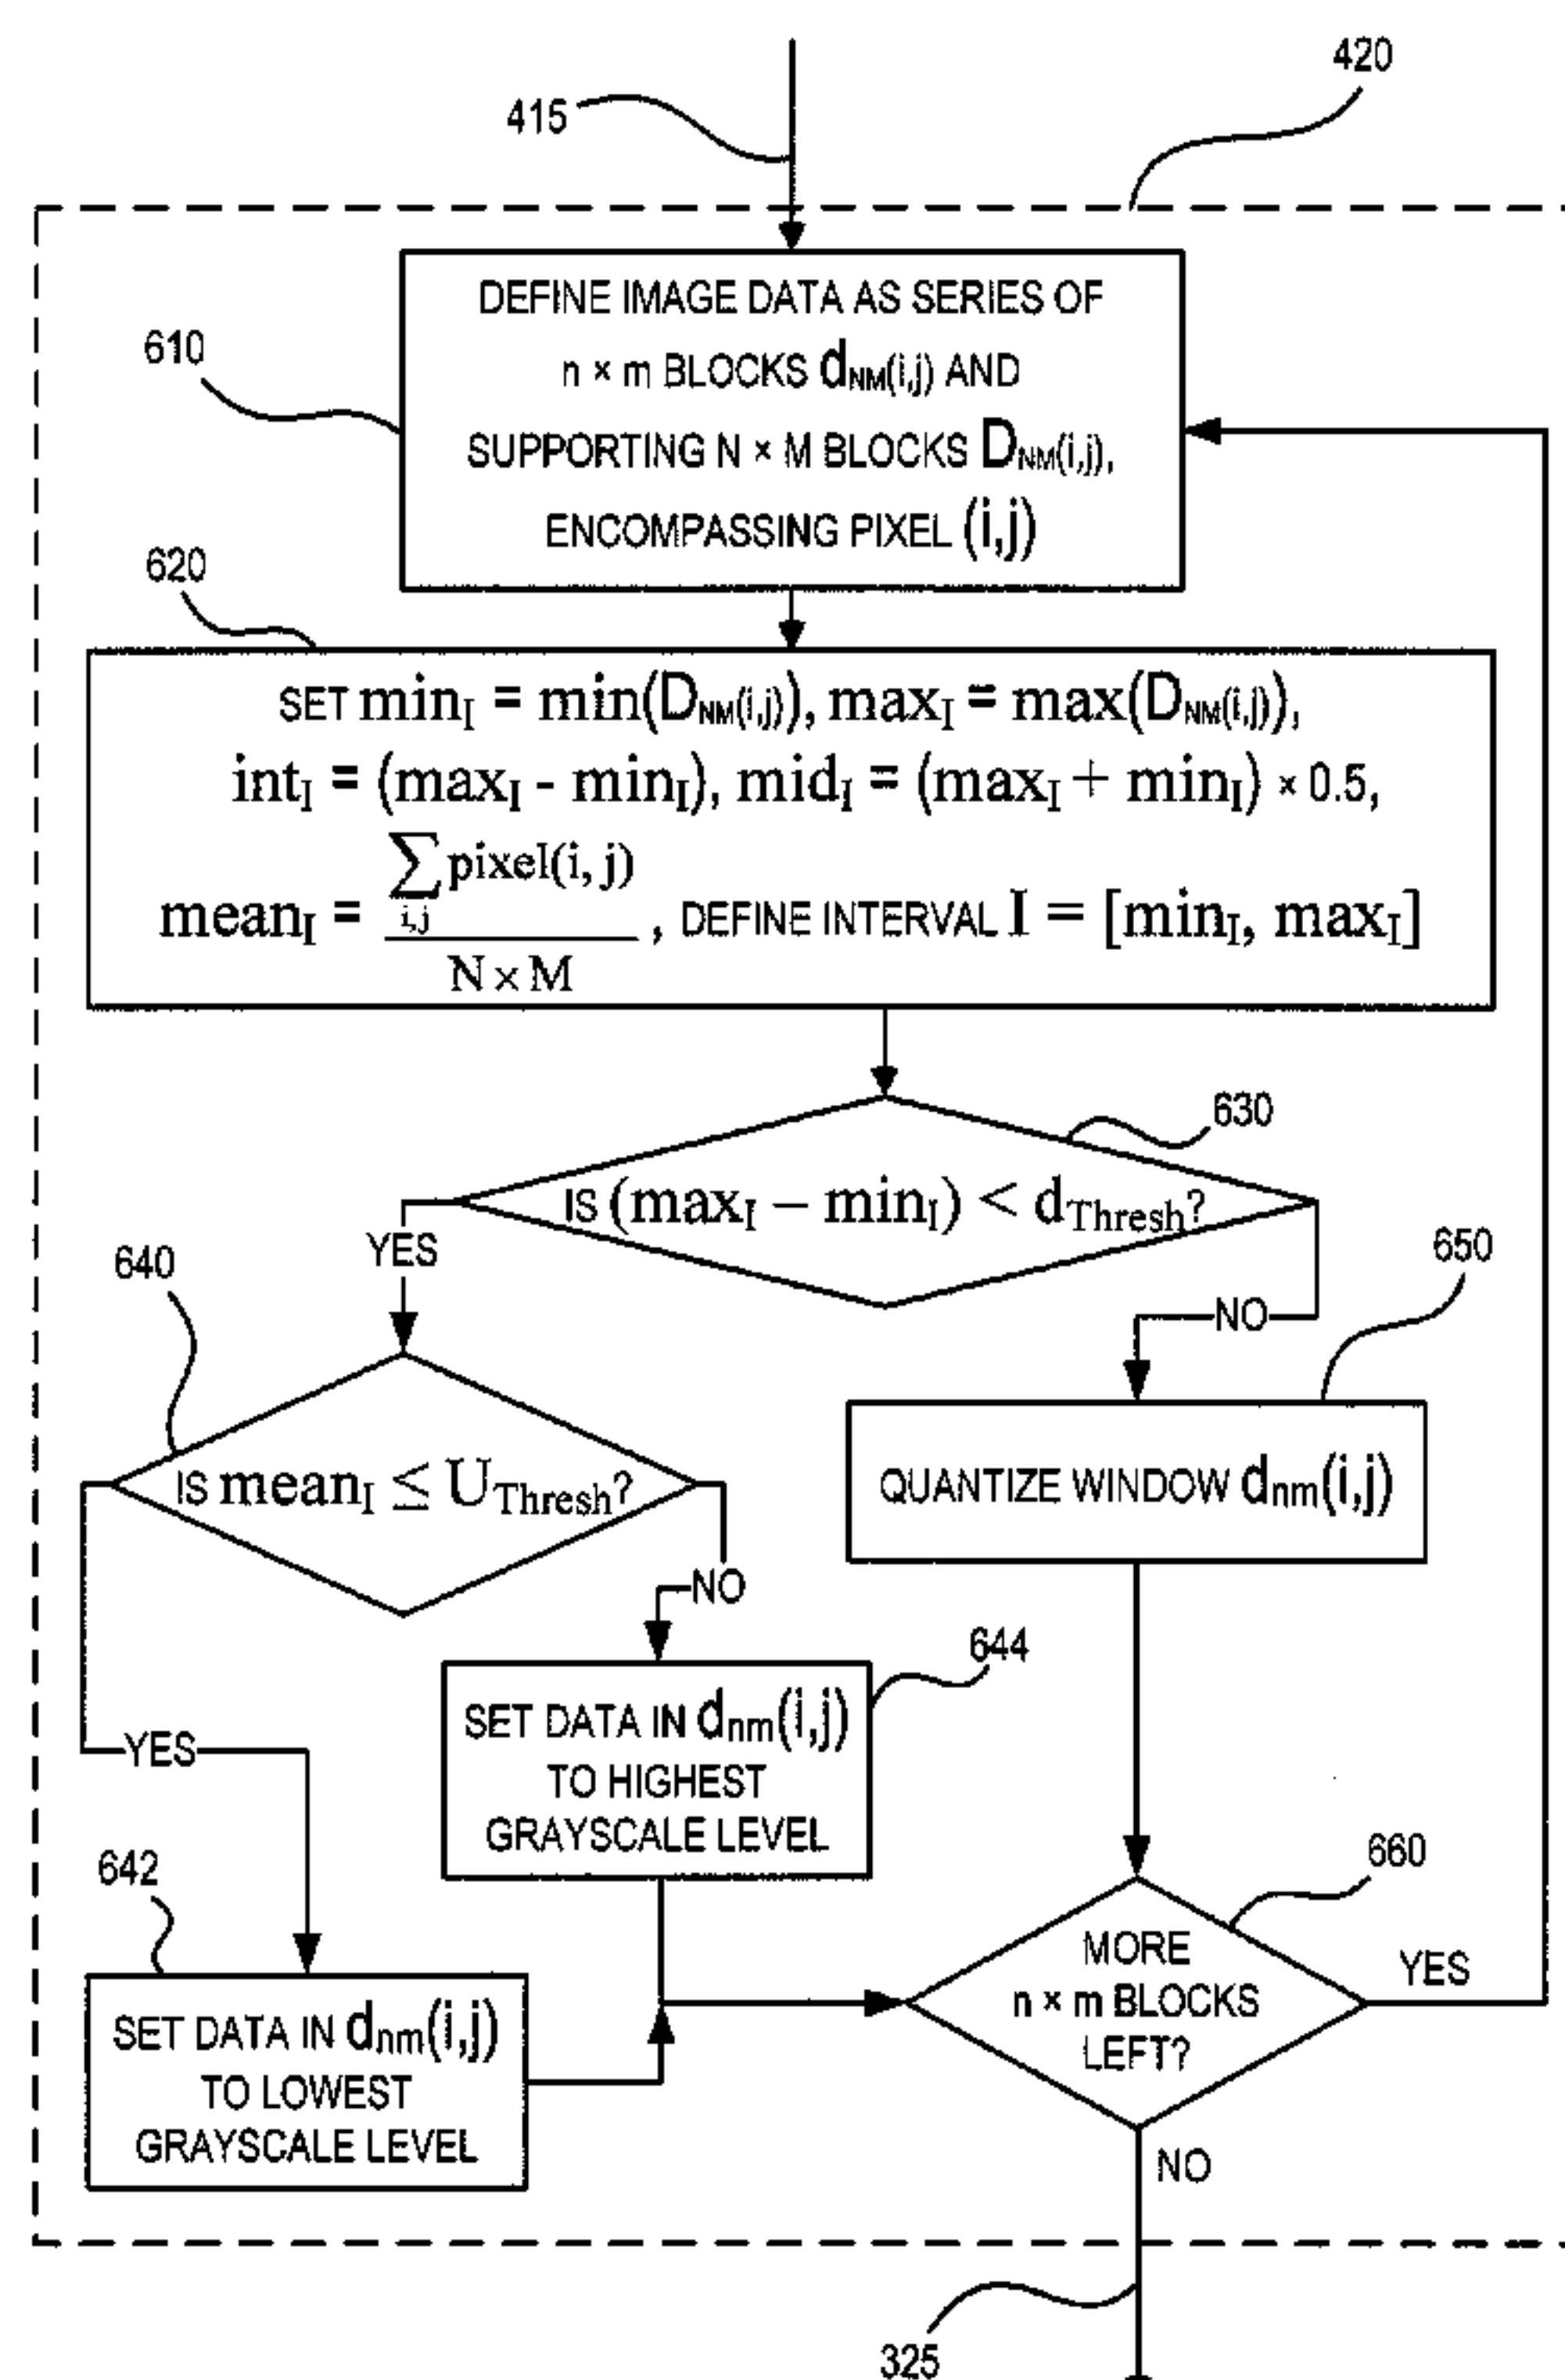 415
420
610
DEFINE IMAGE DATA AS SERIES OF
n × m BLOCKS dNM(i,j) AND
SUPPORTING N × M BLOCKS DNM(i,j),
ENCOMPASSING PIXEL (i,j)
620
SET minI = min(DNM(i,j)), maxI = max(DNM(i,j)),
intI = (maxI - minI), midI = (maxI + minI) × 0.5,
meanI = ∑i,j pixel(i, j) / N × M , DEFINE INTERVAL I = [minI, maxI]
630
IS (maxI – minI) < dThresh?
YES
NO
640
650
IS meanI ≤ UThresh?
QUANTIZE WINDOW dnm(i,j)
NO
YES
644
SET DATA IN dnm(i,j)
TO HIGHEST
GRAYSCALE LEVEL
642
SET DATA IN dnm(i,j)
TO LOWEST
GRAYSCALE LEVEL
660
MORE
n × m BLOCKS
LEFT?
YES
NO
325